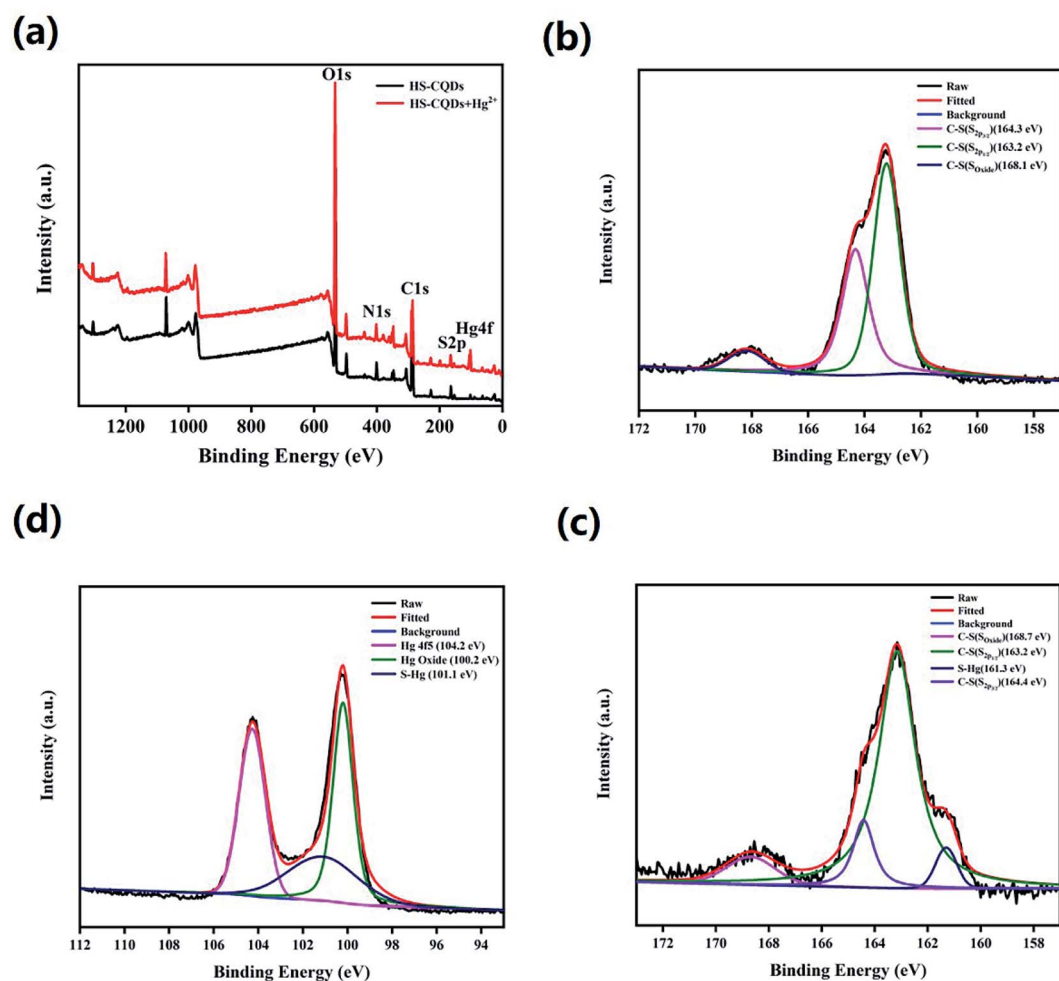 (a)
O1s
HS-CQDs
HS-CQDs+Hg²⁺
C1s
N1s
Hg4f
S2p
Intensity (a.u.)
1200 1000 800 600 400 200 0
Binding Energy (eV)
(b)
Raw
Fitted
Background
C-S(S2p3/2)(164.3 eV)
C-S(S2p3/2)(163.2 eV)
C-S(SOxide)(168.1 eV)
Intensity (a.u.)
172 170 168 166 164 162 160 158
Binding Energy (eV)
(d)
Raw
Fitted
Background
Hg 4f5 (104.2 eV)
Hg Oxide (100.2 eV)
S-Hg (101.1 eV)
Intensity (a.u.)
112 110 108 106 104 102 100 98 96 94
Binding Energy (eV)
(c)
Raw
Fitted
Background
C-S(SOxide)(168.7 eV)
C-S(S2p3/2)(163.2 eV)
S-Hg(161.3 eV)
C-S(S2p3/2)(164.4 eV)
Intensity (a.u.)
172 170 168 166 164 162 160 158
Binding Energy (eV)